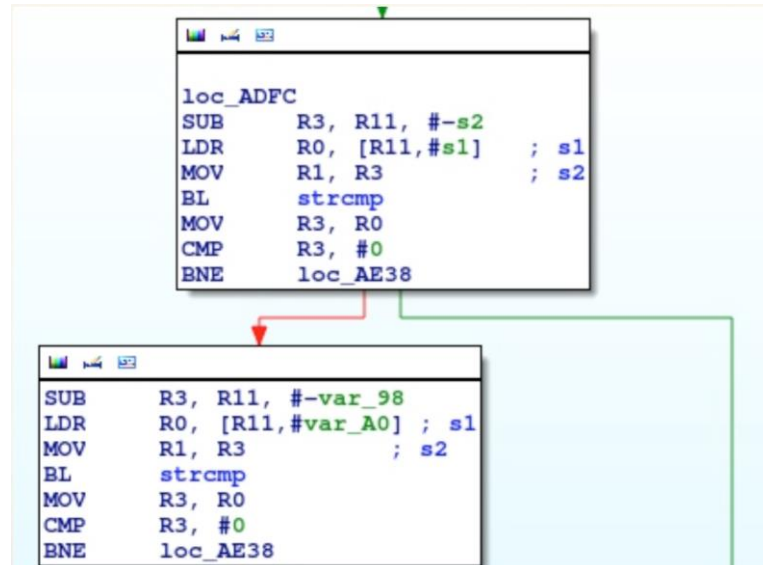 loc_ADFC
SUB R3, R11, #-s2
LDR R0, [R11,#s1] ; s1
MOV R1, R3 ; s2
BL strcmp
MOV R3, R0
CMP R3, #0
BNE loc_AE38
SUB R3, R11, #-var_98
LDR R0, [R11,#var_A0] ; s1
MOV R1, R3 ; s2
BL strcmp
MOV R3, R0
CMP R3, #0
BNE loc_AE38